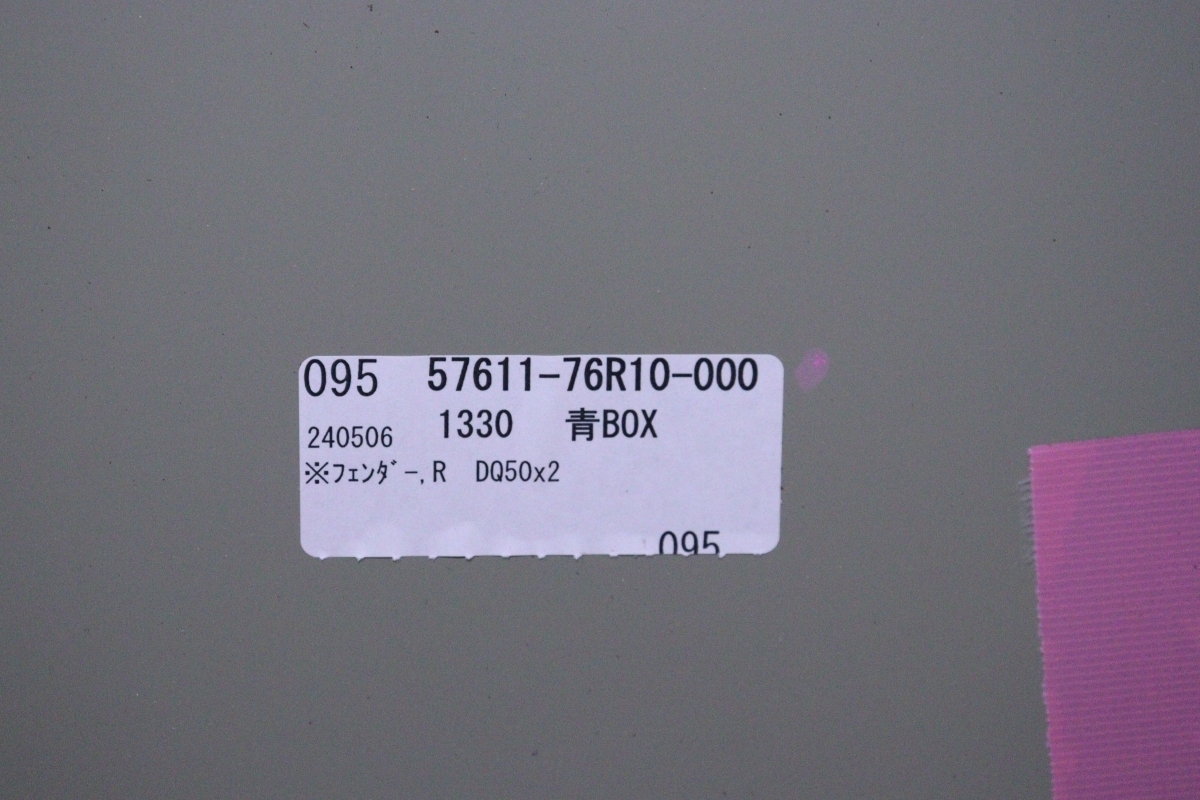 095 57611-76R10-000
240506 1330 青BOX
※ﾌｪﾝﾀﾞｰ,R DQ50x2
095